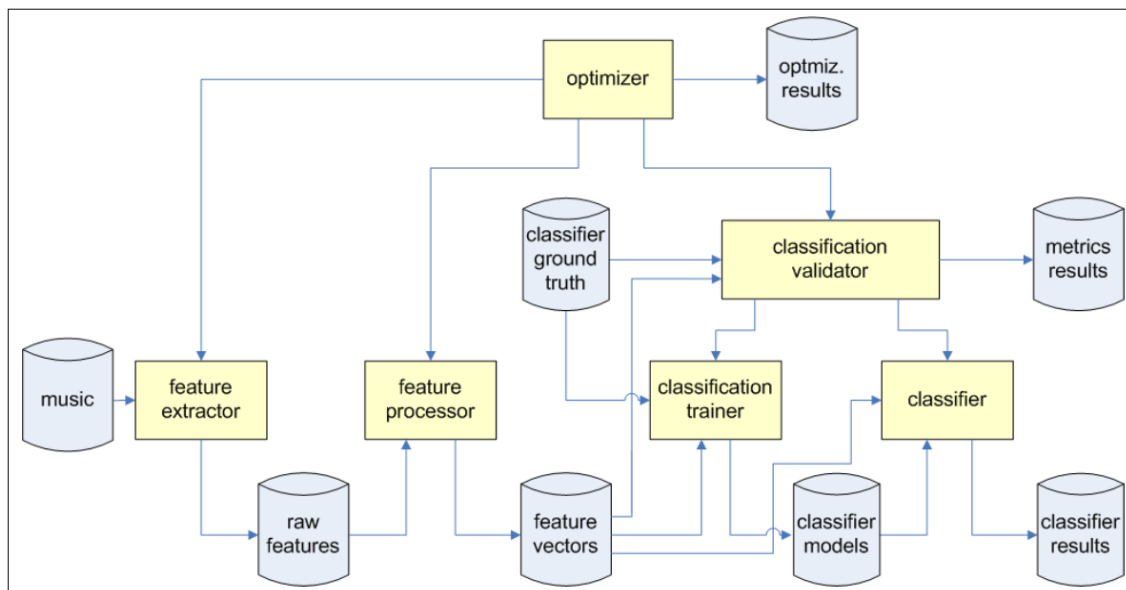 optimizer
optmiz.
results
classifier
ground
truth
classification
validator
metrics
results
music
feature
extractor
feature
processor
classification
trainer
classifier
raw
features
feature
vectors
classifier
models
classifier
results